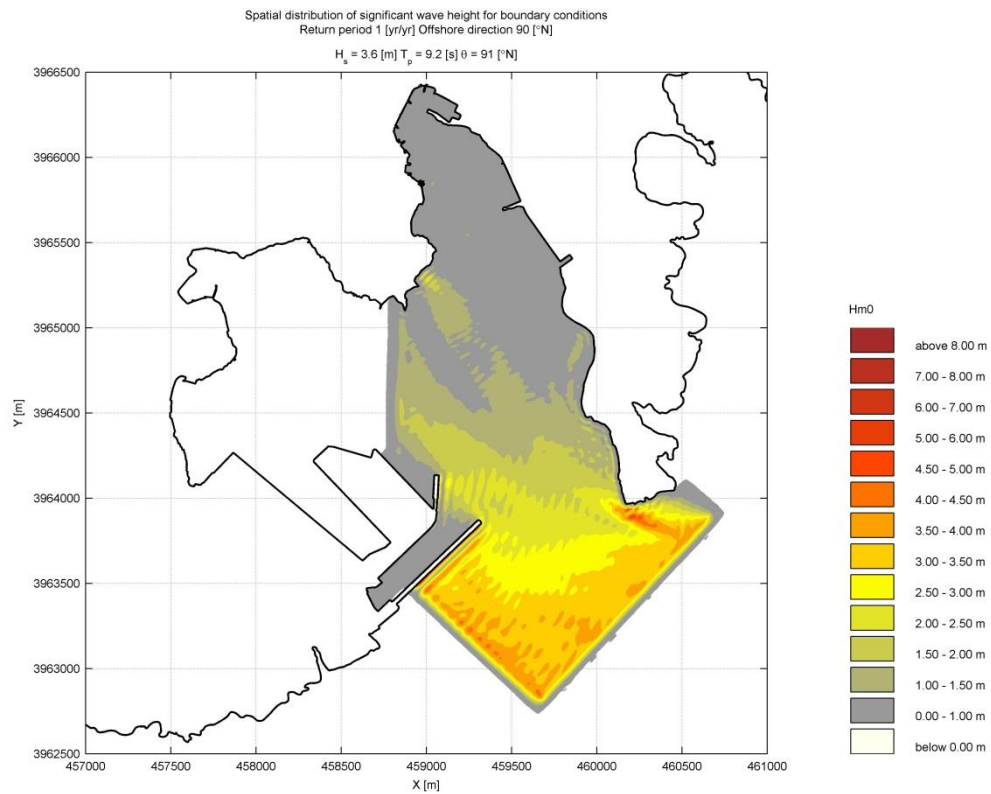 Spatial distribution of significant wave height for boundary conditions
Return period 1 [yr/yr] Offshore direction 90 [°N]
H_s = 3.6 [m] T_p = 9.2 [s] θ = 91 [°N]
3966500
3966000
3965500
3965000
3964500
3964000
3963500
3963000
3962500
Y [m]
457000 457500 458000 458500 459000 459500 460000 460500 461000
X [m]
Hm0
above 8.00 m
7.00 - 8.00 m
6.00 - 7.00 m
5.00 - 6.00 m
4.50 - 5.00 m
4.00 - 4.50 m
3.50 - 4.00 m
3.00 - 3.50 m
2.50 - 3.00 m
2.00 - 2.50 m
1.50 - 2.00 m
1.00 - 1.50 m
0.00 - 1.00 m
below 0.00 m